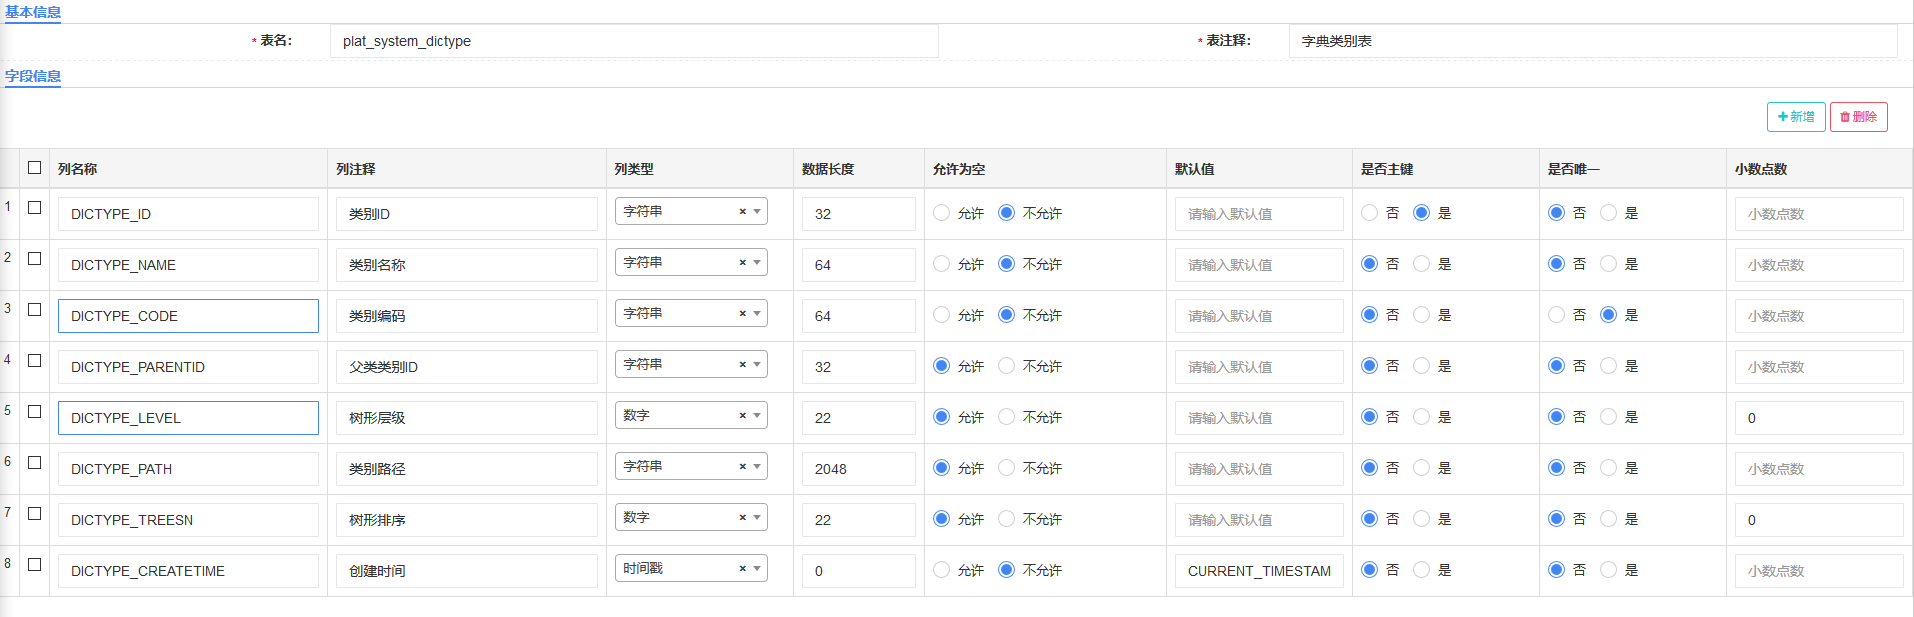 基本信息
* 表名： plat_system_dictype * 表注释： 字典类别表
字段信息
新增 删除
列名称 列注释 列类型 数据长度 允许为空 默认值 是否主键 是否唯一 小数点数
1 DICTYPE_ID 类别ID 字符串 × 32 允许 不允许 请输入默认值 否 是 否 是 小数点数
2 DICTYPE_NAME 类别名称 字符串 × 64 允许 不允许 请输入默认值 否 是 否 是 小数点数
3 DICTYPE_CODE 类别编码 字符串 × 64 允许 不允许 请输入默认值 否 是 否 是 小数点数
4 DICTYPE_PARENTID 父类类别ID 字符串 × 32 允许 不允许 请输入默认值 否 是 否 是 小数点数
5 DICTYPE_LEVEL 树形层级 数字 × 22 允许 不允许 请输入默认值 否 是 否 是 0
6 DICTYPE_PATH 类别路径 字符串 × 2048 允许 不允许 请输入默认值 否 是 否 是 小数点数
7 DICTYPE_TREESN 树形排序 数字 × 22 允许 不允许 请输入默认值 否 是 否 是 0
8 DICTYPE_CREATETIME 创建时间 时间戳 × 0 允许 不允许 CURRENT_TIMESTAM 否 是 否 是 小数点数